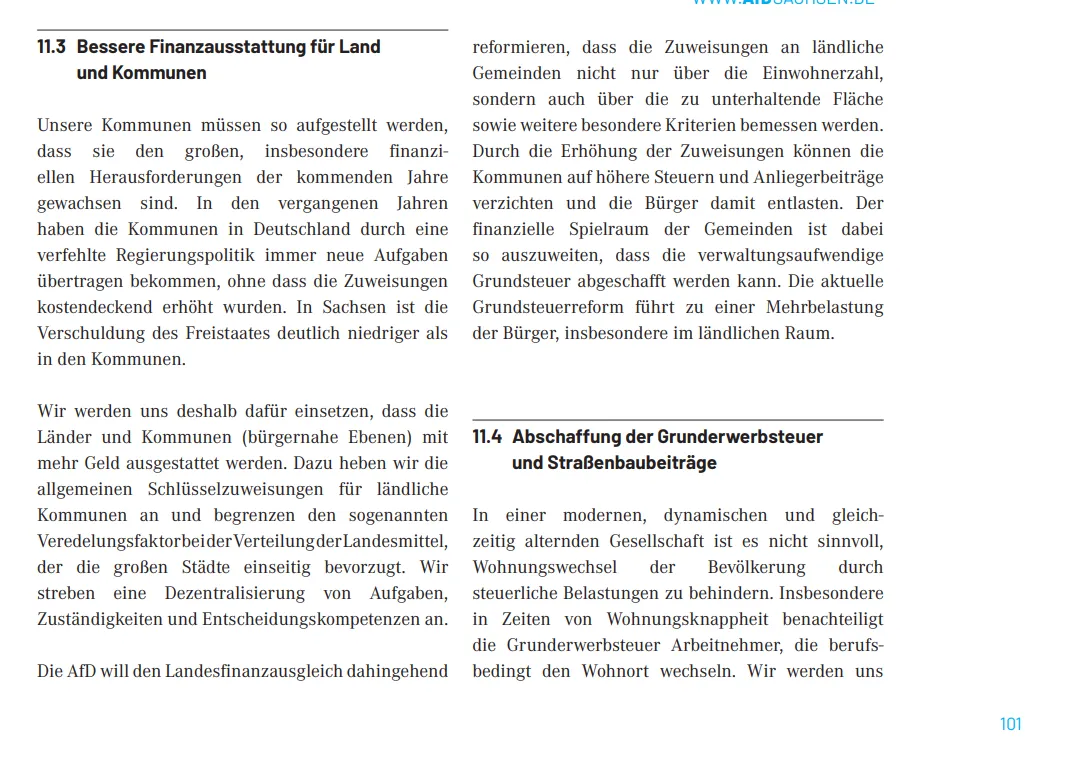 WWW.AFDSACHSEN.DE
11.3 Bessere Finanzausstattung für Land
und Kommunen
Unsere Kommunen müssen so aufgestellt werden,
dass sie den großen, insbesondere finanzi-
ellen Herausforderungen der kommenden Jahre
gewachsen sind. In den vergangenen Jahren
haben die Kommunen in Deutschland durch eine
verfehlte Regierungspolitik immer neue Aufgaben
übertragen bekommen, ohne dass die Zuweisungen
kostendeckend erhöht wurden. In Sachsen ist die
Verschuldung des Freistaates deutlich niedriger als
in den Kommunen.
Wir werden uns deshalb dafür einsetzen, dass die
Länder und Kommunen (bürgernahe Ebenen) mit
mehr Geld ausgestattet werden. Dazu heben wir die
allgemeinen Schlüsselzuweisungen für ländliche
Kommunen an und begrenzen den sogenannten
Veredelungsfaktor bei der Verteilung der Landesmittel,
der die großen Städte einseitig bevorzugt. Wir
streben eine Dezentralisierung von Aufgaben,
Zuständigkeiten und Entscheidungskompetenzen an.
Die AfD will den Landesfinanzausgleich dahingehend
reformieren, dass die Zuweisungen an ländliche
Gemeinden nicht nur über die Einwohnerzahl,
sondern auch über die zu unterhaltende Fläche
sowie weitere besondere Kriterien bemessen werden.
Durch die Erhöhung der Zuweisungen können die
Kommunen auf höhere Steuern und Anliegerbeiträge
verzichten und die Bürger damit entlasten. Der
finanzielle Spielraum der Gemeinden ist dabei
so auszuweiten, dass die verwaltungsaufwendige
Grundsteuer abgeschafft werden kann. Die aktuelle
Grundsteuerreform führt zu einer Mehrbelastung
der Bürger, insbesondere im ländlichen Raum.
11.4 Abschaffung der Grunderwerbsteuer
und Straßenbaubeiträge
In einer modernen, dynamischen und gleich-
zeitig alternden Gesellschaft ist es nicht sinnvoll,
Wohnungswechsel der Bevölkerung durch
steuerliche Belastungen zu behindern. Insbesondere
in Zeiten von Wohnungsknappheit benachteiligt
die Grunderwerbsteuer Arbeitnehmer, die berufs-
bedingt den Wohnort wechseln. Wir werden uns
101